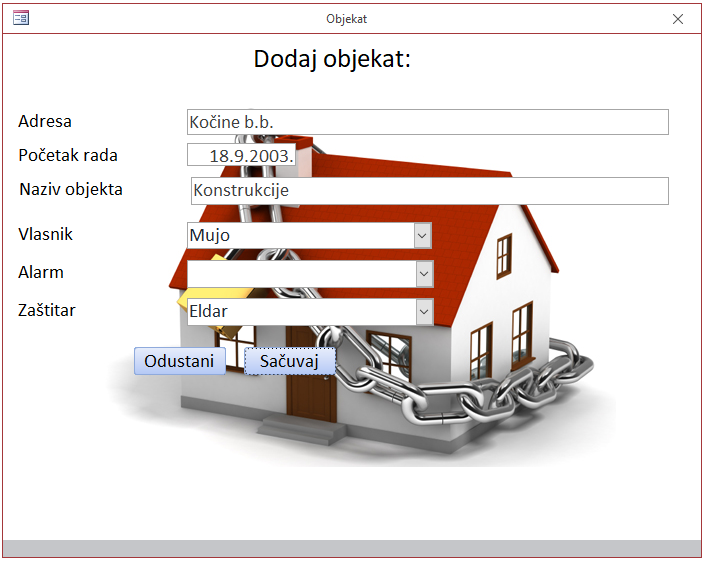 Objekat
Dodaj objekat:
Adresa Kočine b.b.
Početak rada 18.9.2003.
Naziv objekta Konstrukcije
Vlasnik Mujo
Alarm
Zaštitar Eldar
Odustani Sačuvaj